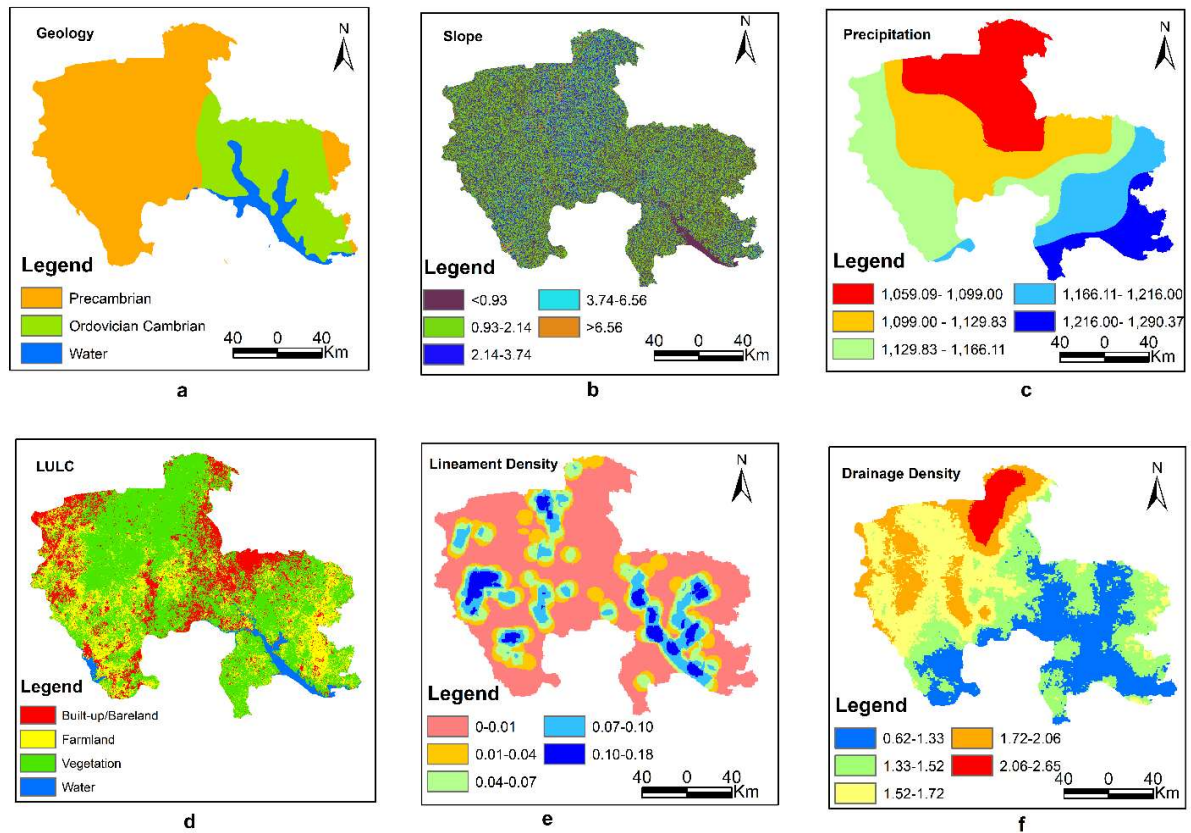 Geology
N
Legend
Precambrian
Ordovician Cambrian
Water
40 0 40
Km
a
Slope
N
Legend
<0.93
0.93-2.14
2.14-3.74
3.74-6.56
>6.56
40 0 40
Km
b
Precipitation
N
Legend
1,059.09- 1,099.00
1,099.00 - 1,129.83
1,129.83 - 1,166.11
1,166.11- 1,216.00
1,216.00- 1,290.37
40 0 40
Km
c
LULC
Legend
Built-up/Bareland
Farmland
Vegetation
Water
d
Lineament Density
N
Legend
0-0.01
0.01-0.04
0.04-0.07
0.07-0.10
0.10-0.18
40 0 40
Km
e
Drainage Density
N
Legend
0.62-1.33
1.33-1.52
1.52-1.72
1.72-2.06
2.06-2.65
40 0 40
Km
f